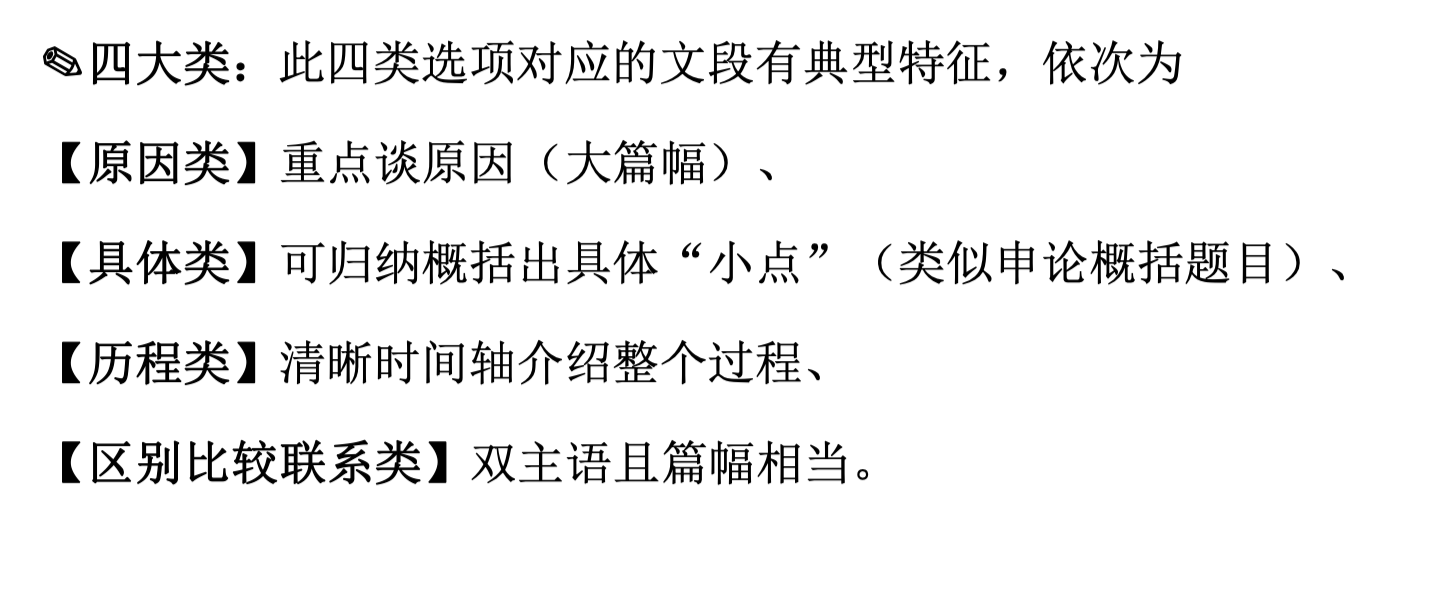 ✎四大类：此四类选项对应的文段有典型特征，依次为
【原因类】重点谈原因（大篇幅）、
【具体类】可归纳概括出具体“小点”（类似申论概括题目）、
【历程类】清晰时间轴介绍整个过程、
【区别比较联系类】双主语且篇幅相当。